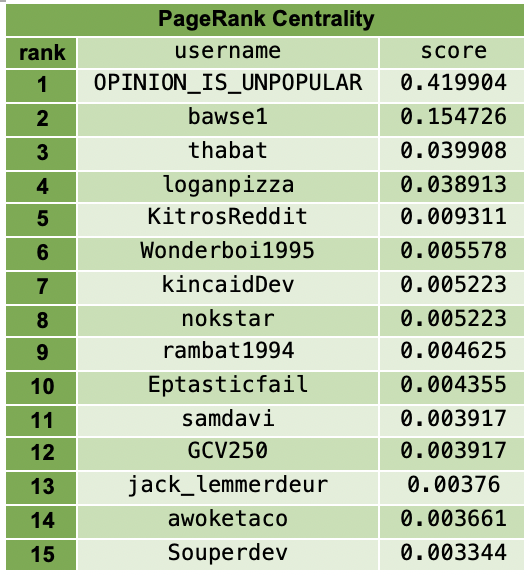 PageRank Centrality
rank username score
1 OPINION_IS_UNPOPULAR 0.419904
2 bawse1 0.154726
3 thabat 0.039908
4 loganpizza 0.038913
5 KitrosReddit 0.009311
6 Wonderboi1995 0.005578
7 kincaidDev 0.005223
8 nokstar 0.005223
9 rambat1994 0.004625
10 Eptasticfail 0.004355
11 samdavi 0.003917
12 GCV250 0.003917
13 jack_lemmerdeur 0.00376
14 awoketaco 0.003661
15 Souperdev 0.003344